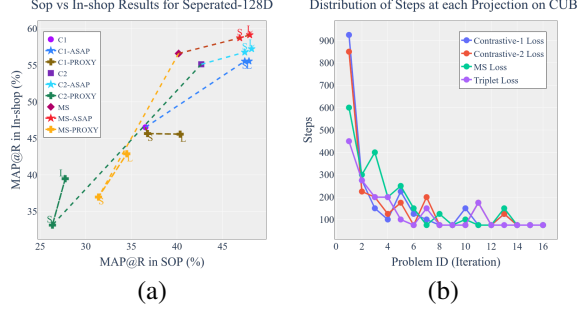 Sop vs In-shop Results for Seperated-128D
MAP@R in In-shop (%)
60
55
50
45
40
35
C1
C1-ASAP
C1-PROXY
C2
C2-ASAP
C2-PROXY
MS
MS-ASAP
MS-PROXY
S
L
S
L
S
L
S
L
S
L
S
L
25
30
35
40
45
MAP@R in SOP (%)
(a)
Distribution of Steps at each Projection on CUB
Steps
900
800
700
600
500
400
300
200
100
Contrastive-1 Loss
Contrastive-2 Loss
MS Loss
Triplet Loss
0
2
4
6
8
10
12
14
16
Problem ID (Iteration)
(b)